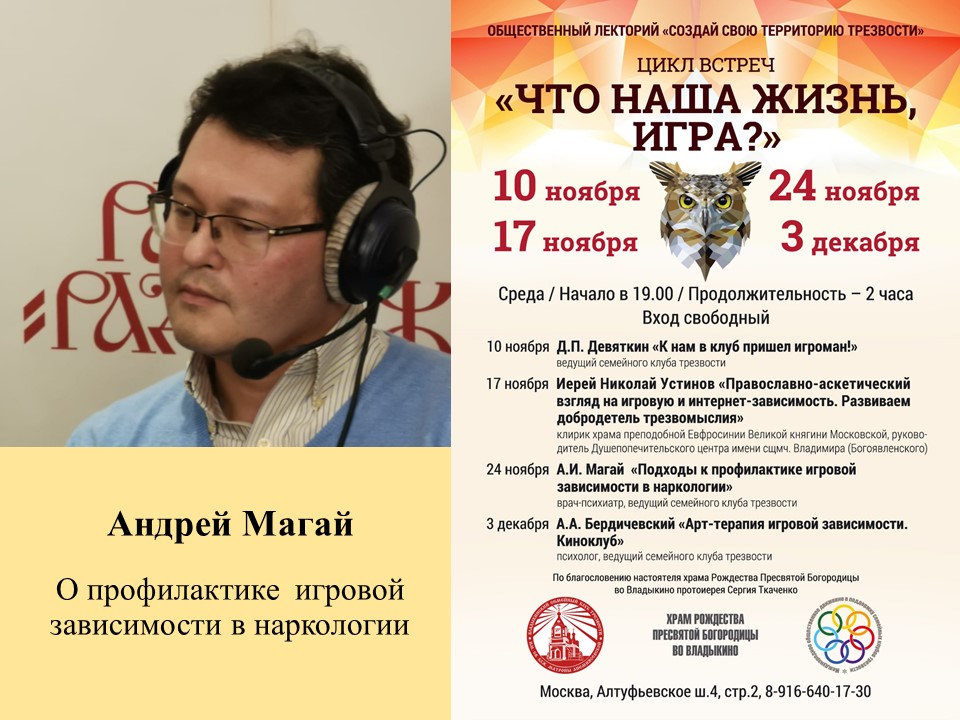 Андрей Магай
О профилактике игровой
зависимости в наркологии
ОБЩЕСТВЕННЫЙ ЛЕКТОРИЙ «СОЗДАЙ СВОЮ ТЕРРИТОРИЮ ТРЕЗВОСТИ»
ЦИКЛ ВСТРЕЧ
«ЧТО НАША ЖИЗНЬ,
ИГРА?»
10 ноября
24 ноября
17 ноября
3 декабря
Среда / Начало в 19.00 / Продолжительность – 2 часа
Вход свободный
10 ноября Д.П. Девяткин «К нам в клуб пришел игроман!»
ведущий семейного клуба трезвости
17 ноября Иерей Николай Устинов «Православно-аскетический
взгляд на игровую и интернет-зависимость. Развиваем
добродетель трезвомыслия»
клирик храма преподобной Евфросинии Великой княгини Московской, руково-
дитель Душепопечительского центра имени сщмч. Владимира (Богоявленского)
24 ноября А.И. Магай «Подходы к профилактике игровой
зависимости в наркологии»
врач-психиатр, ведущий семейного клуба трезвости
3 декабря А.А. Бердичевский «Арт-терапия игровой зависимости.
Киноклуб»
психолог, ведущий семейного клуба трезвости
По благословению настоятеля храма Рождества Пресвятой Богородицы
во Владыкино протоиерея Сергия Ткаченко
ХРАМ РОЖДЕСТВА
ПРЕСВЯТОЙ БОГОРОДИЦЫ
ВО ВЛАДЫКИНО
Москва, Алтуфьевское ш.4, стр.2, 8-916-640-17-30